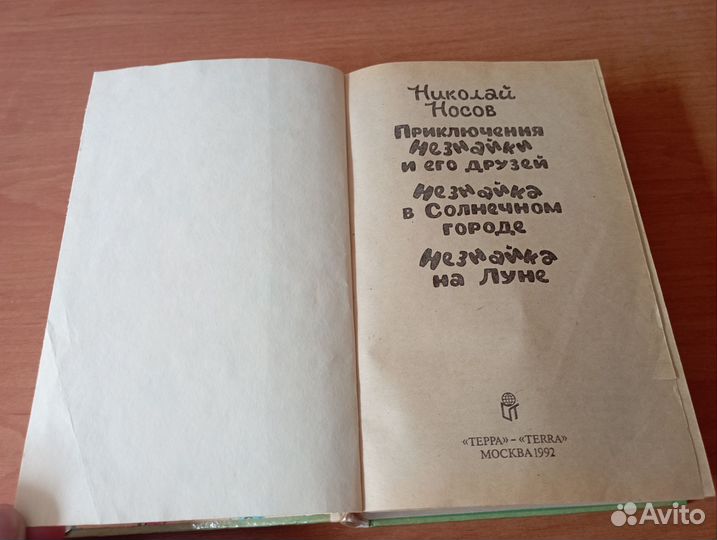 Николай
Носов
Приключения
Незнайки
и его друзей
Незнайка
в Солнечном
городе
Незнайка
на Луне
«ТЕРРА» – «TERRA»
МОСКВА 1992
Avito